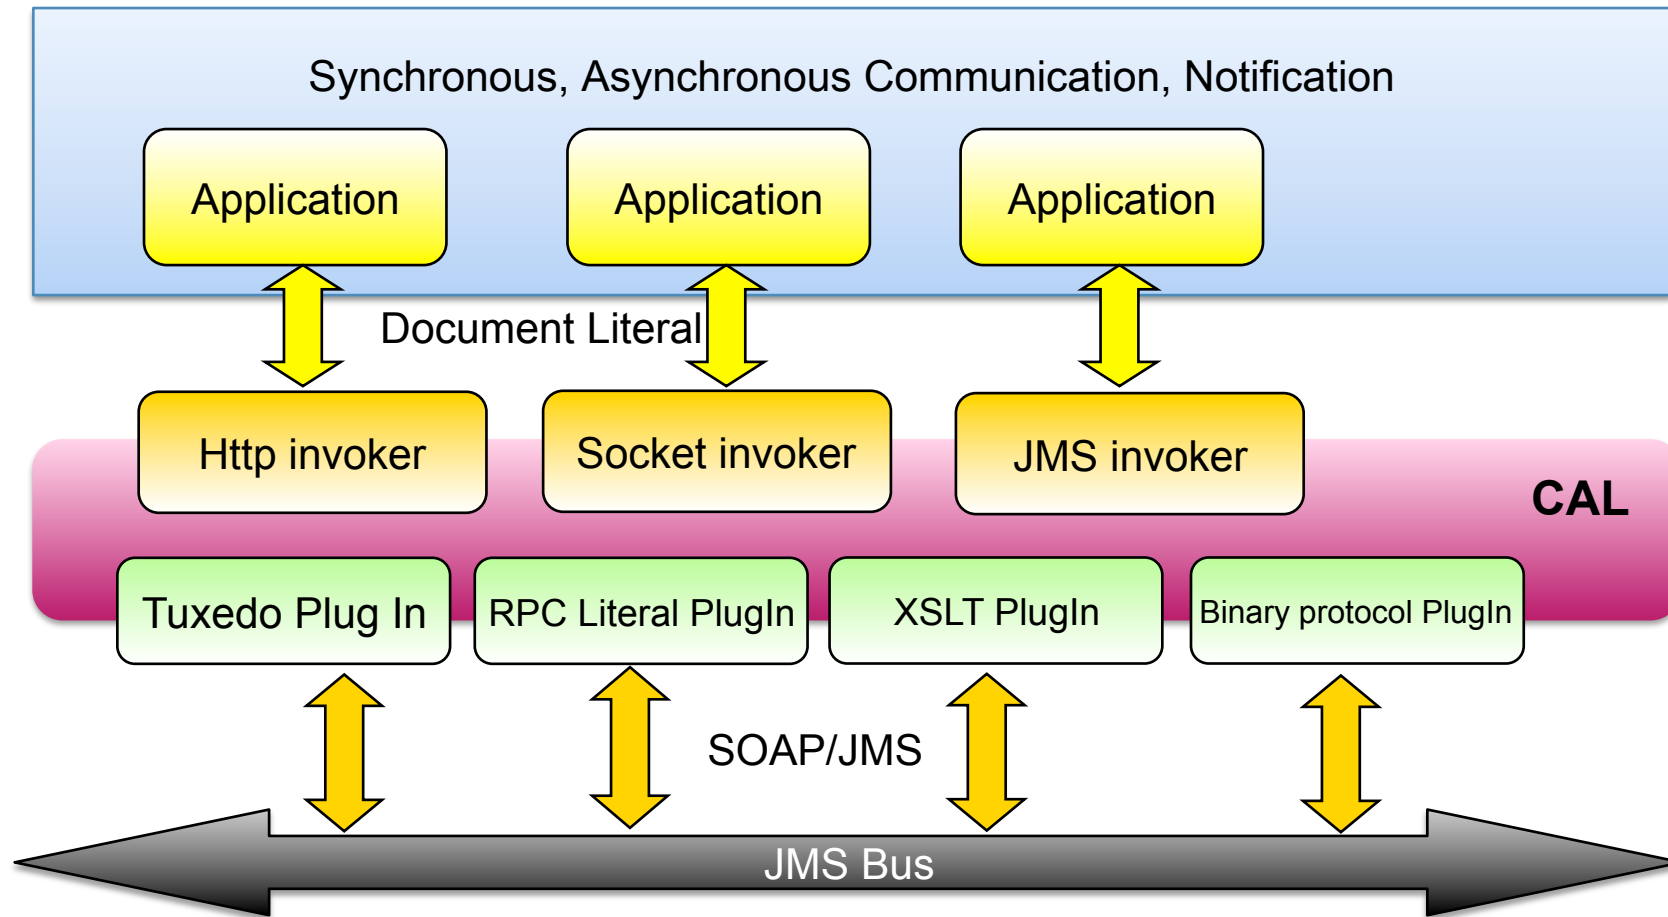 Synchronous, Asynchronous Communication, Notification
Application
Application
Application
Document Literal
Http invoker
Socket invoker
JMS invoker
CAL
Tuxedo Plug In
RPC Literal PlugIn
XSLT PlugIn
Binary protocol PlugIn
SOAP/JMS
JMS Bus